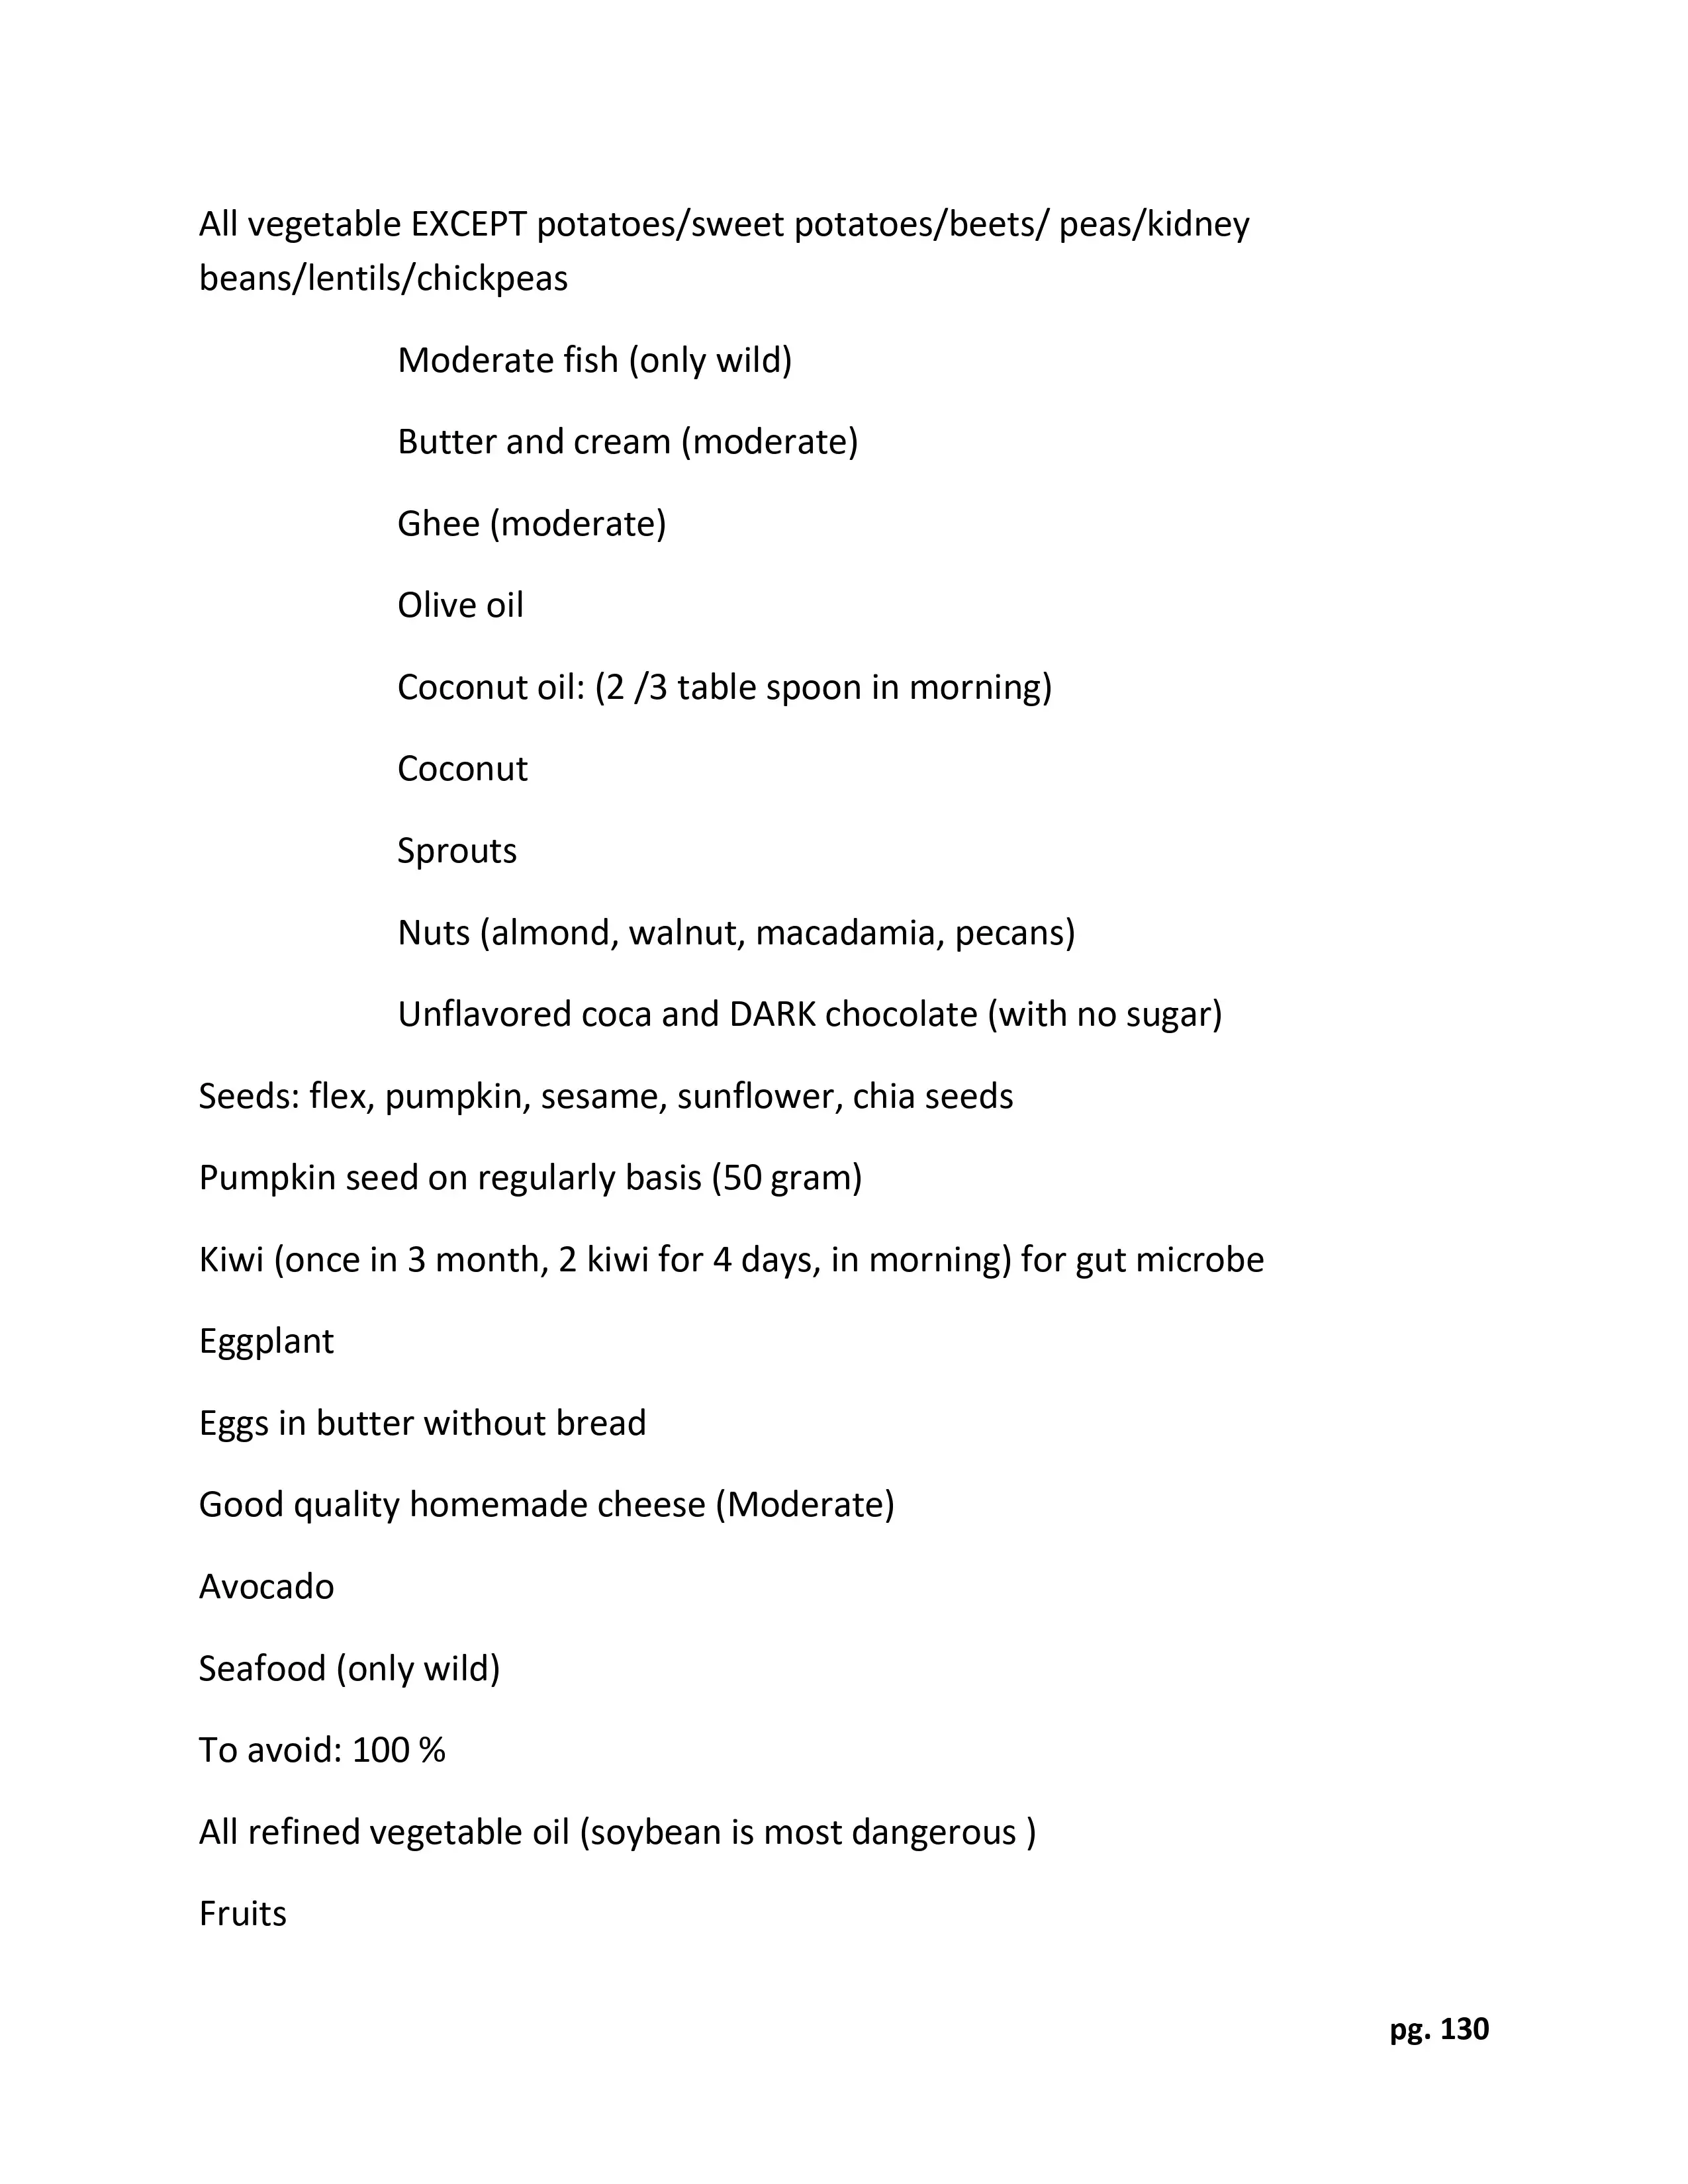 All vegetable EXCEPT potatoes/sweet potatoes/beets/ peas/kidney
beans/lentils/chickpeas
Moderate fish (only wild)
Butter and cream (moderate)
Ghee (moderate)
Olive oil
Coconut oil: (2 /3 table spoon in morning)
Coconut
Sprouts
Nuts (almond, walnut, macadamia, pecans)
Unflavored coca and DARK chocolate (with no sugar)
Seeds: flex, pumpkin, sesame, sunflower, chia seeds
Pumpkin seed on regularly basis (50 gram)
Kiwi (once in 3 month, 2 kiwi for 4 days, in morning) for gut microbe
Eggplant
Eggs in butter without bread
Good quality homemade cheese (Moderate)
Avocado
Seafood (only wild)
To avoid: 100 %
All refined vegetable oil (soybean is most dangerous )
Fruits
pg. 130